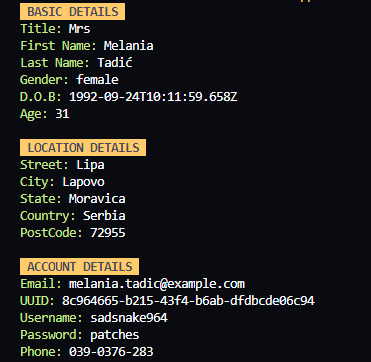 BASIC DETAILS
Title: Mrs
First Name: Melania
Last Name: Tadić
Gender: female
D.O.B: 1992-09-24T10:11:59.658Z
Age: 31
LOCATION DETAILS
Street: Lipa
City: Lapovo
State: Moravica
Country: Serbia
PostCode: 72955
ACCOUNT DETAILS
Email: melania.tadic@example.com
UUID: 8c964665-b215-43f4-b6ab-dfdbcde06c94
Username: sadsnake964
Password: patches
Phone: 039-0376-283